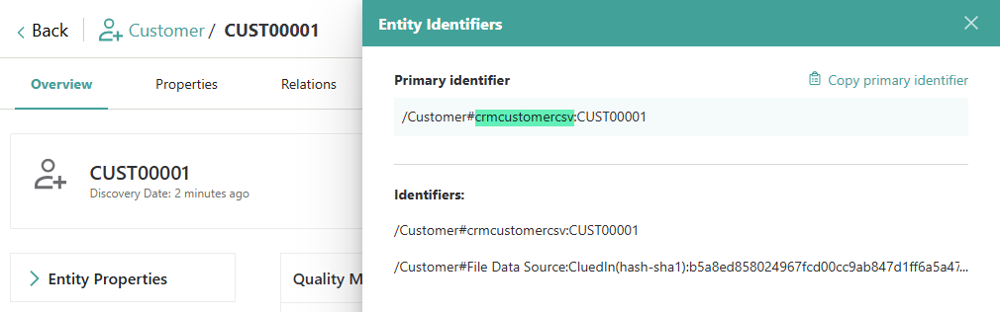 Back
Customer / CUST00001
Overview
Properties
Relations
CUST00001
Discovery Date: 2 minutes ago
Entity Properties
Quality M
Entity Identifiers
Primary identifier
Copy primary identifier
/Customer#crmcustomercsv:CUST00001
Identifiers:
/Customer#crmcustomercsv:CUST00001
/Customer#File Data Source:CluedIn(hash-sha1):b5a8ed858024967fcd00cc9ab847d1ff6a5a47...